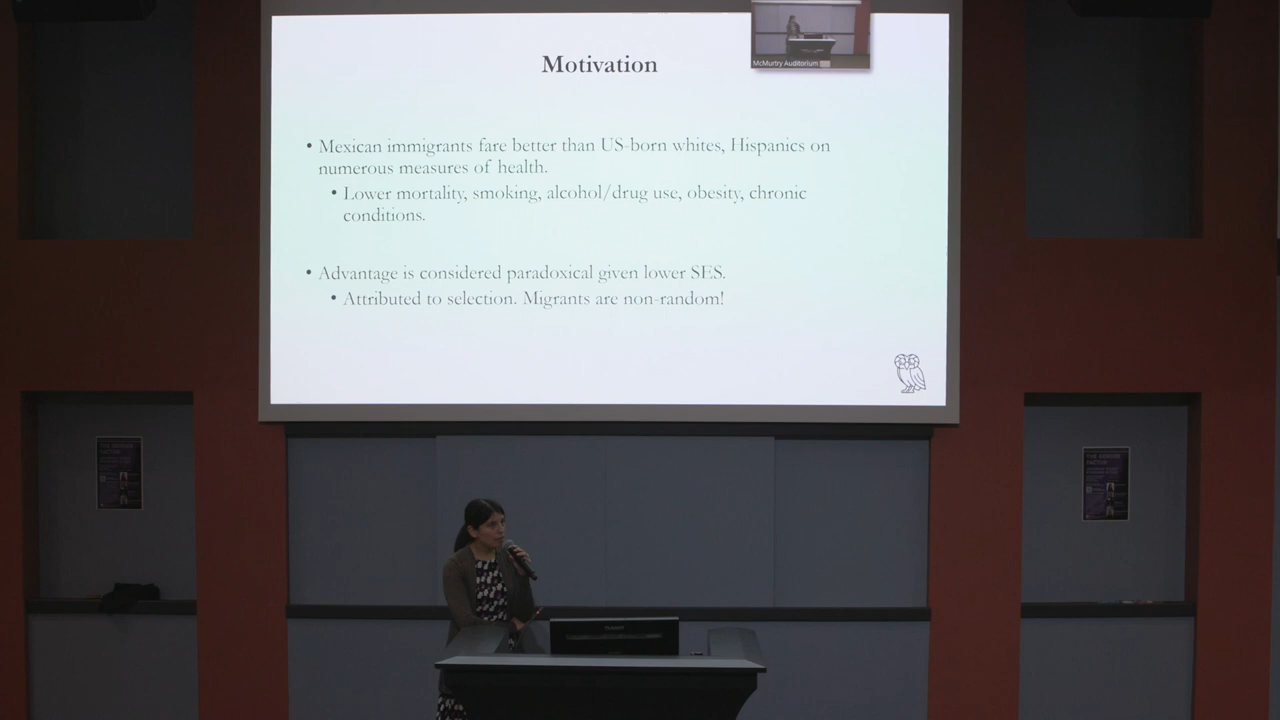 McMurtry Auditorium
Motivation
• Mexican immigrants fare better than US-born whites, Hispanics on
numerous measures of health.
• Lower mortality, smoking, alcohol/drug use, obesity, chronic
conditions.
• Advantage is considered paradoxical given lower SES.
• Attributed to selection. Migrants are non-random!